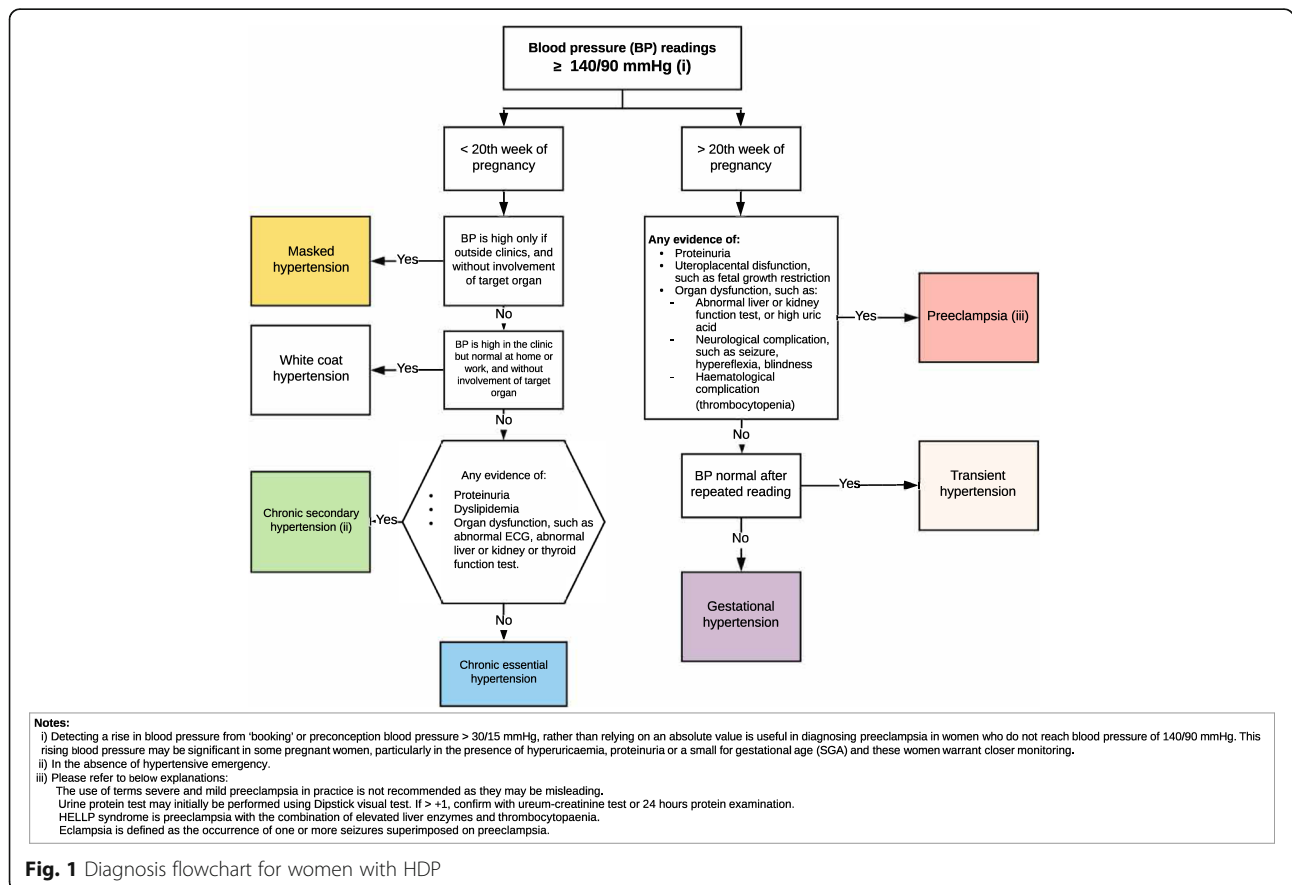 Blood pressure (BP) readings
≥ 140/90 mmHg (i)
< 20th week of
pregnancy
> 20th week of
pregnancy
Masked
hypertension
Yes
BP is high only if
outside clinics, and
without involvement
of target organ
No
White coat
hypertension
Yes
BP is high in the clinic
but normal at home or
work, and without
involvement of target
organ
No
Chronic secondary
hypertension (ii)
Yes
Any evidence of:
• Proteinuria
• Dyslipidemia
• Organ dysfunction, such as
abnormal ECG, abnormal
liver or kidney or thyroid
function test.
No
Chronic essential
hypertension
Any evidence of:
• Proteinuria
• Uteroplacental disfunction,
such as fetal growth restriction
• Organ dysfunction, such as:
- Abnormal liver or kidney
function test, or high uric
acid
- Neurological complication,
such as seizure,
hypereflexia, blindness
- Haematological
complication
(thrombocytopenia)
Yes
Preeclampsia (iii)
No
BP normal after
repeated reading
Yes
Transient
hypertension
No
Gestational
hypertension
Notes:
i) Detecting a rise in blood pressure from ‘booking’ or preconception blood pressure > 30/15 mmHg, rather than relying on an absolute value is useful in diagnosing preeclampsia in women who do not reach blood pressure of 140/90 mmHg. This
rising blood pressure may be significant in some pregnant women, particularly in the presence of hyperuricaemia, proteinuria or a small for gestational age (SGA) and these women warrant closer monitoring.
ii) In the absence of hypertensive emergency.
iii) Please refer to below explanations:
The use of terms severe and mild preeclampsia in practice is not recommended as they may be misleading.
Urine protein test may initially be performed using Dipstick visual test. If > +1, confirm with ureum-creatinine test or 24 hours protein examination.
HELLP syndrome is preeclampsia with the combination of elevated liver enzymes and thrombocytopaenia.
Eclampsia is defined as the occurrence of one or more seizures superimposed on preeclampsia.
Fig. 1 Diagnosis flowchart for women with HDP